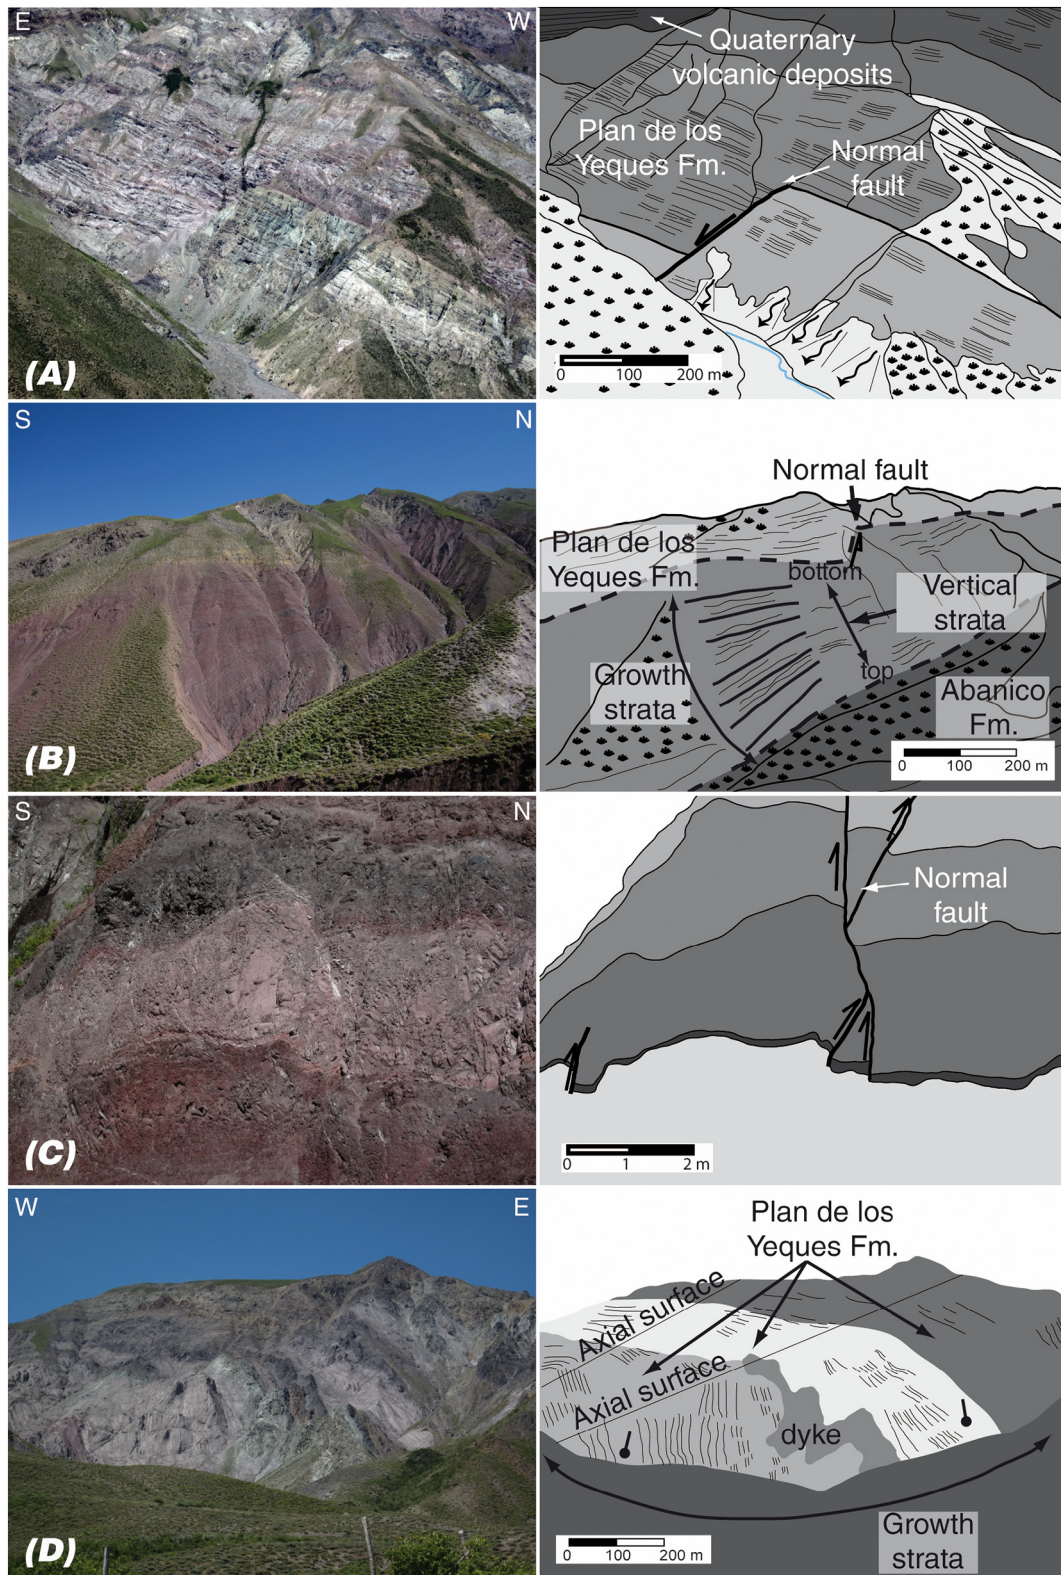 E
W
Quaternary
volcanic deposits
Plan de los
Yeques Fm.
Normal
fault
0 100 200 m
(A)
S
N
Normal fault
Plan de los
Yeques Fm.
bottom
Vertical
strata
Growth
strata
top
Abanico
Fm.
0 100 200 m
(B)
S
N
Normal
fault
0 1 2 m
(C)
W
E
Plan de los
Yeques Fm.
Axial surface
Axial surface
dyke
Growth
strata
0 100 200 m
(D)